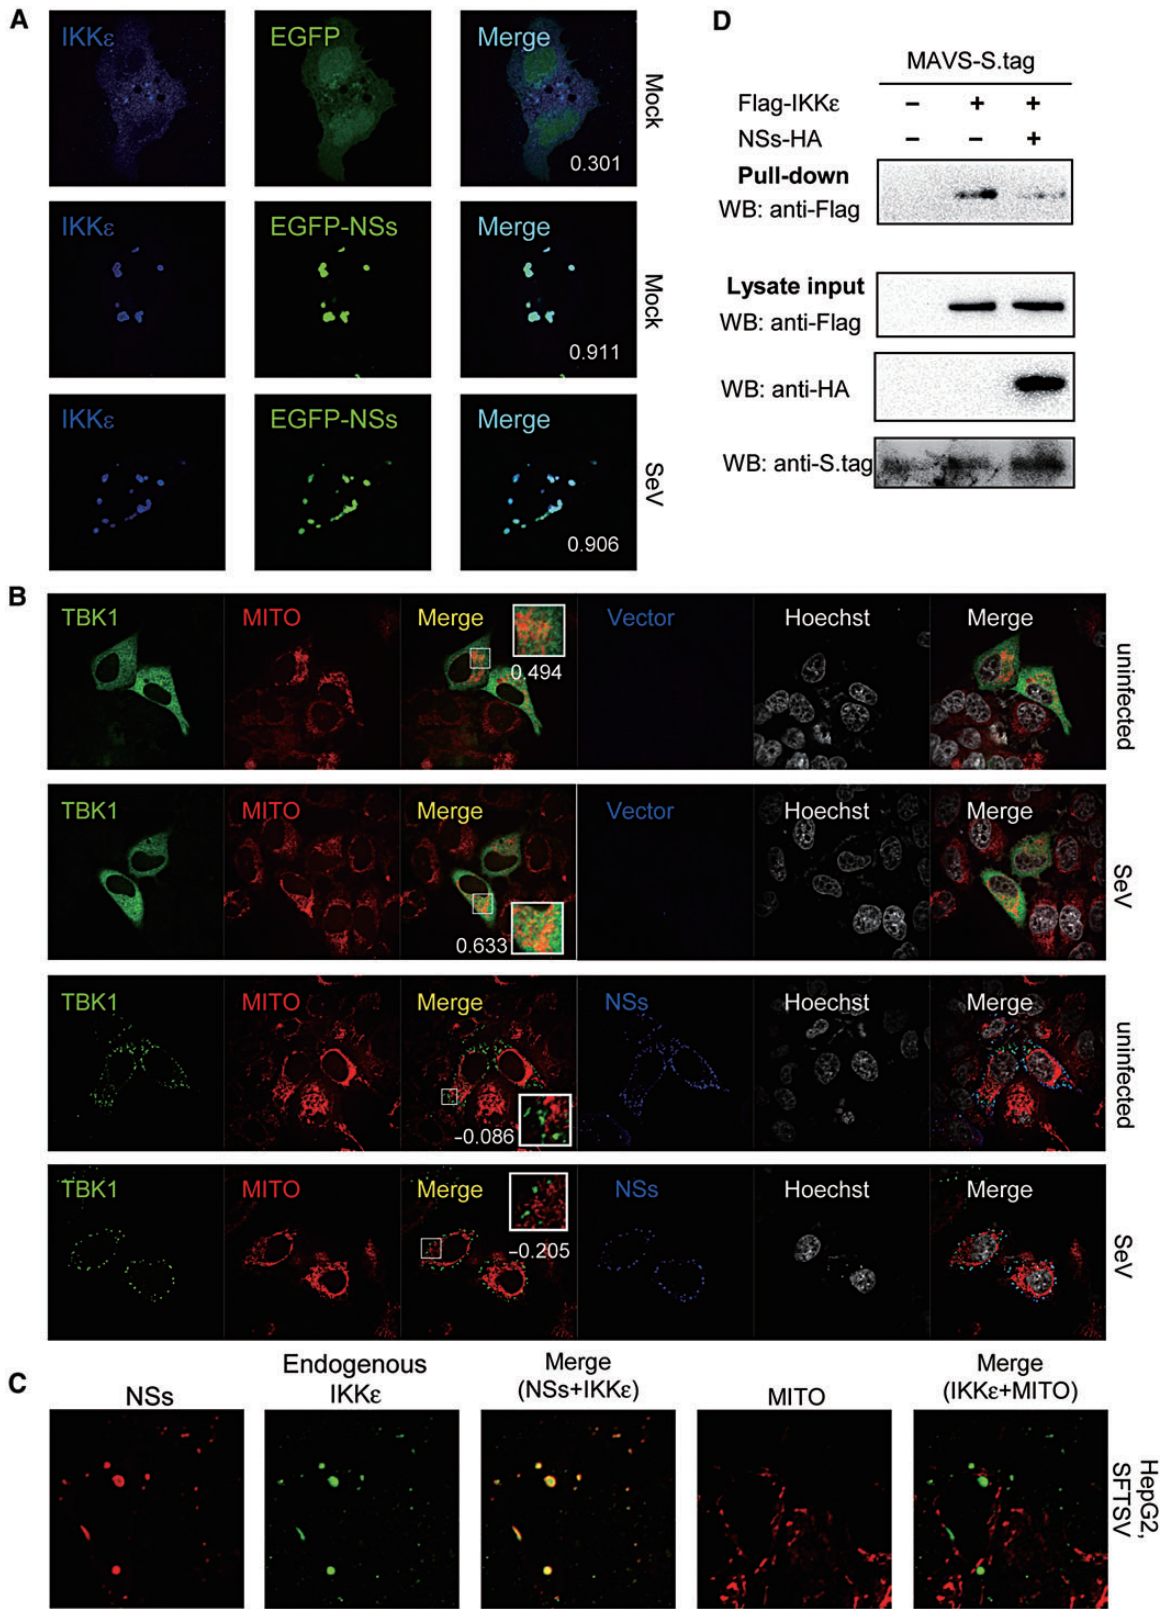 A
IKKε EGFP Merge Mock
0.301
IKKε EGFP-NSs Merge Mock
0.911
IKKε EGFP-NSs Merge SeV
0.906
D
MAVS-S.tag
Flag-IKKε – + +
NSs-HA – – +
Pull-down
WB: anti-Flag
Lysate input
WB: anti-Flag
WB: anti-HA
WB: anti-S.tag
B
TBK1 MITO Merge Vector Hoechst Merge uninfected
0.494
TBK1 MITO Merge Vector Hoechst Merge SeV
0.633
TBK1 MITO Merge NSs Hoechst Merge uninfected
–0.086
TBK1 MITO Merge NSs Hoechst Merge SeV
–0.205
C
NSs
Endogenous
IKKε
Merge
(NSs+IKKε)
MITO
Merge
(IKKε+MITO)
HepG2,
SFTSV